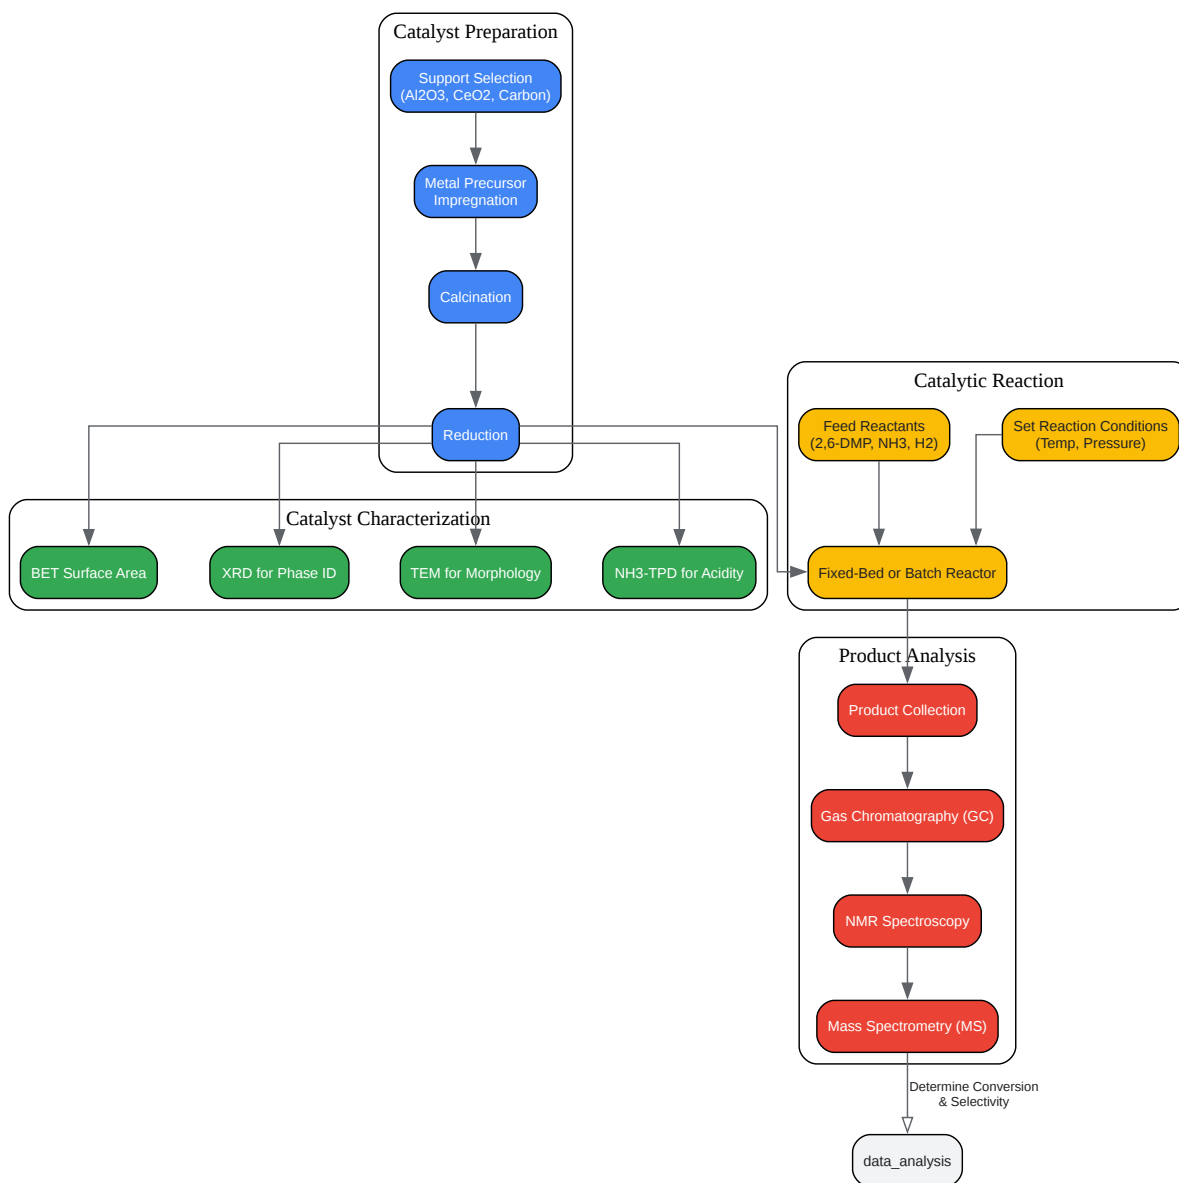 Catalyst Preparation
Support Selection
(Al2O3, CeO2, Carbon)
Metal Precursor
Impregnation
Calcination
Reduction
Catalytic Reaction
Feed Reactants
(2,6-DMP, NH3, H2)
Set Reaction Conditions
(Temp, Pressure)
Catalyst Characterization
BET Surface Area
XRD for Phase ID
TEM for Morphology
NH3-TPD for Acidity
Fixed-Bed or Batch Reactor
Product Analysis
Product Collection
Gas Chromatography (GC)
NMR Spectroscopy
Mass Spectrometry (MS)
Determine Conversion
& Selectivity
data_analysis